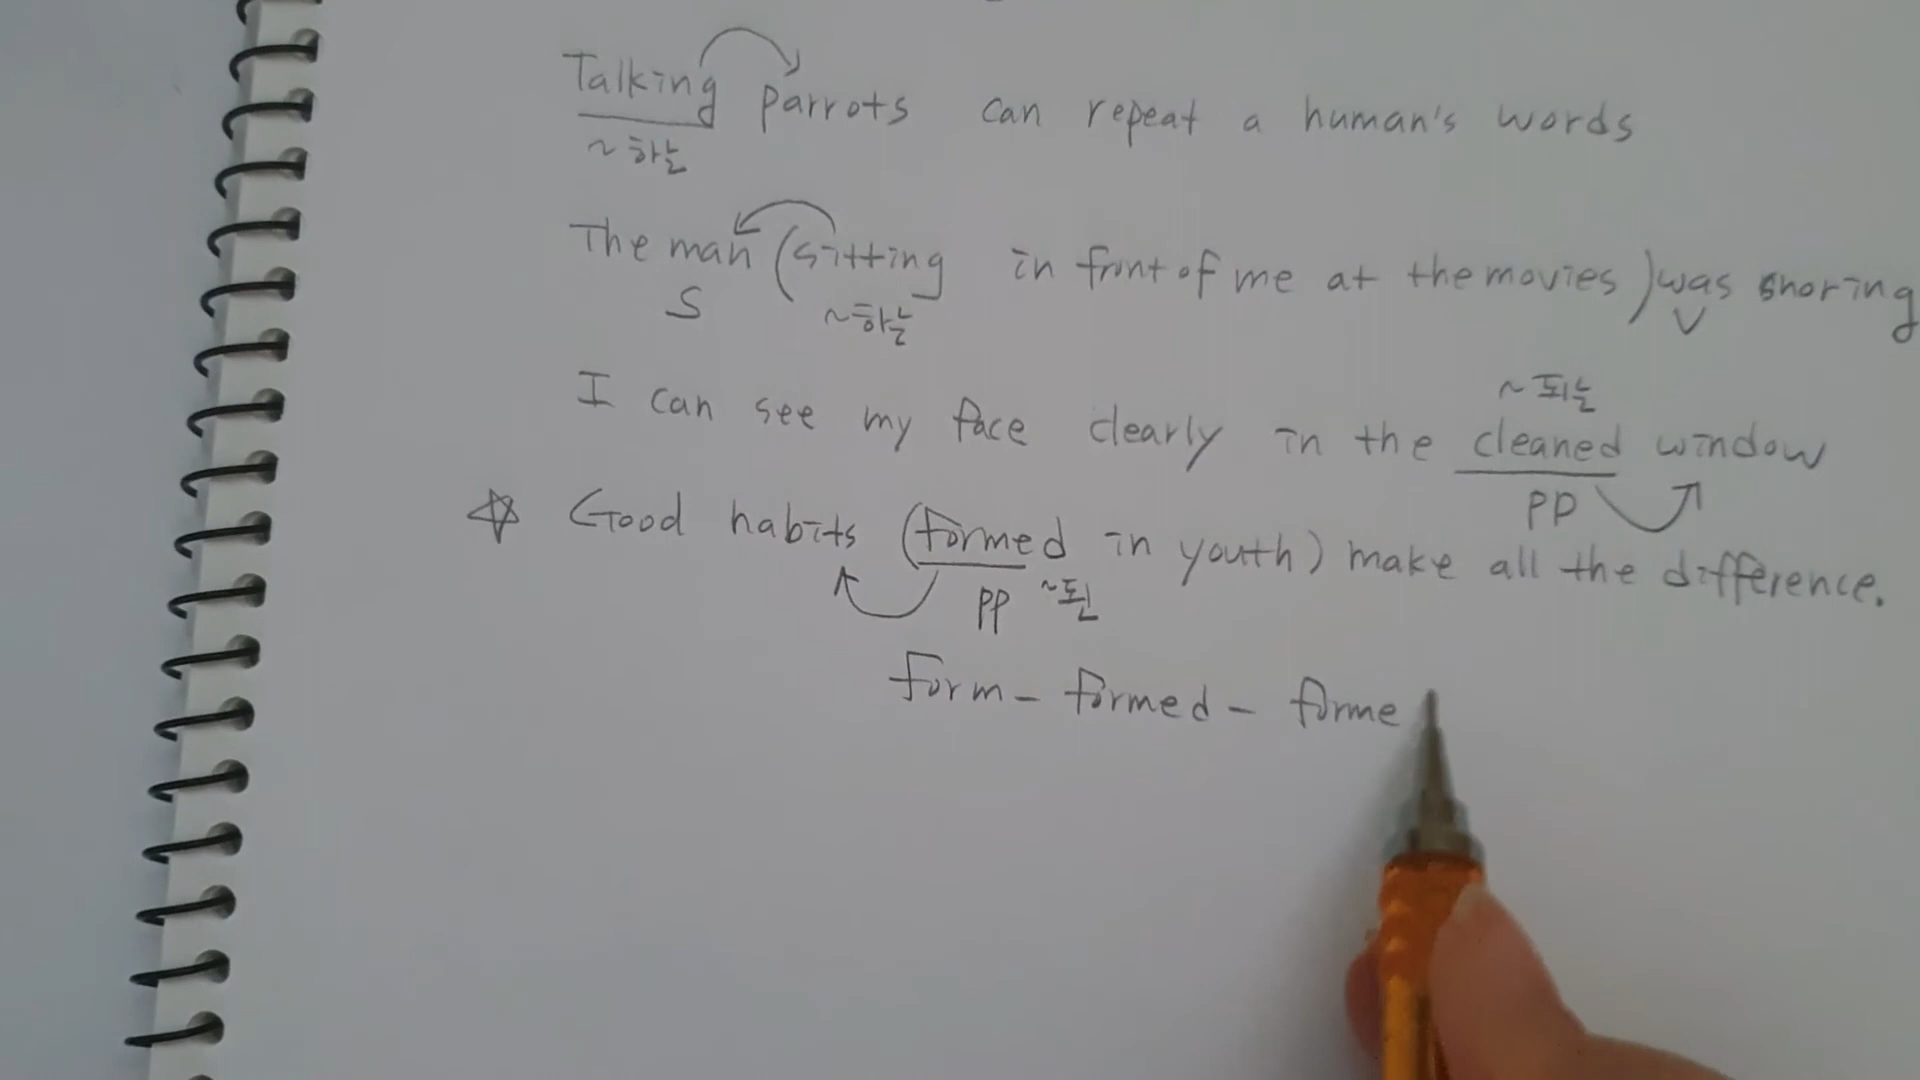 Talking parrots can repeat a human's words
~하는
The man (sitting in front of me at the movies) was snoring
S ~하는 V
~되는
I can see my face clearly in the cleaned window
PP
☆ Good habits (formed in youth) make all the difference.
PP ~된
form - formed - forme